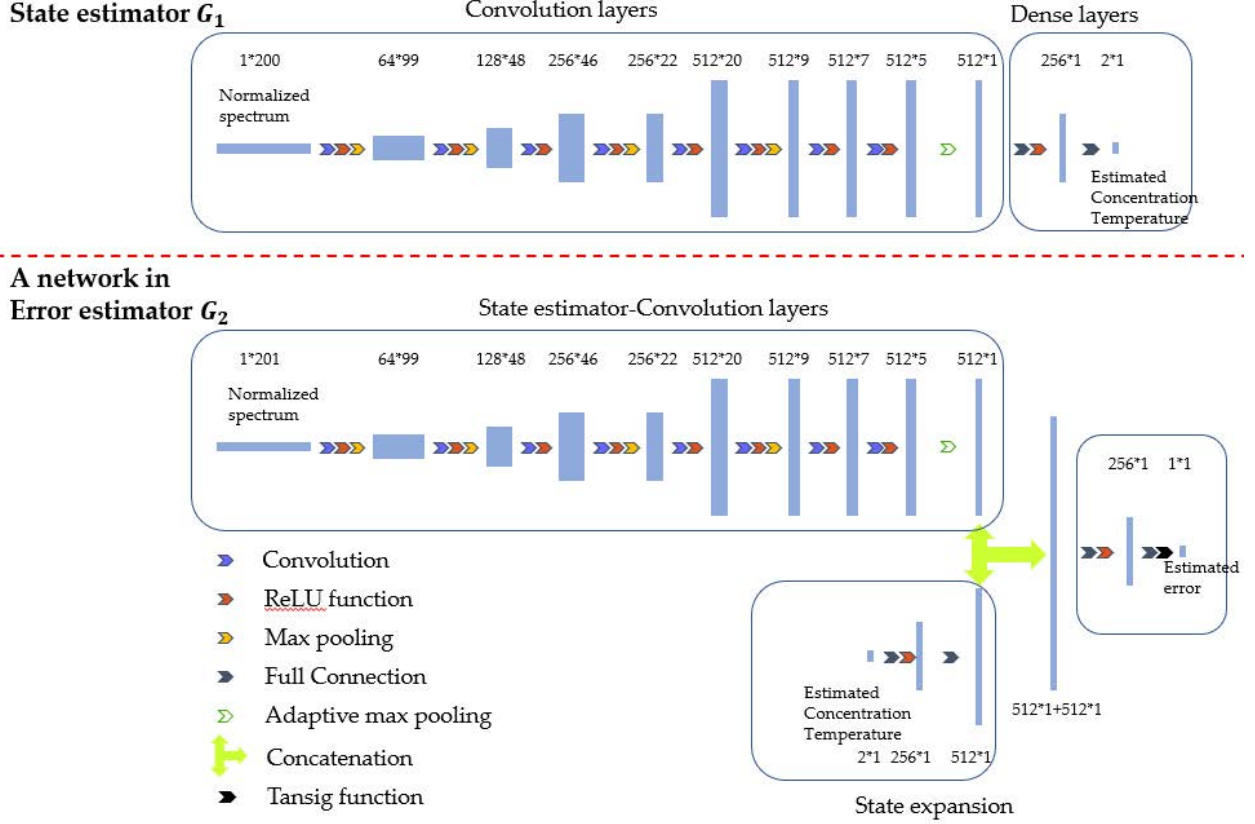 State estimator G₁
Convolution layers
Dense layers
1*200 64*99 128*48 256*46 256*22 512*20 512*9 512*7 512*5 512*1 256*1 2*1
Normalized
spectrum
Estimated
Concentration
Temperature
A network in
Error estimator G₂
State estimator-Convolution layers
1*201 64*99 128*48 256*46 256*22 512*20 512*9 512*7 512*5 512*1
Normalized
spectrum
256*1 1*1
Estimated
error
Convolution
ReLU function
Max pooling
Full Connection
Adaptive max pooling
Concatenation
Tansig function
Estimated
Concentration
Temperature
2*1 256*1 512*1
512*1+512*1
State expansion